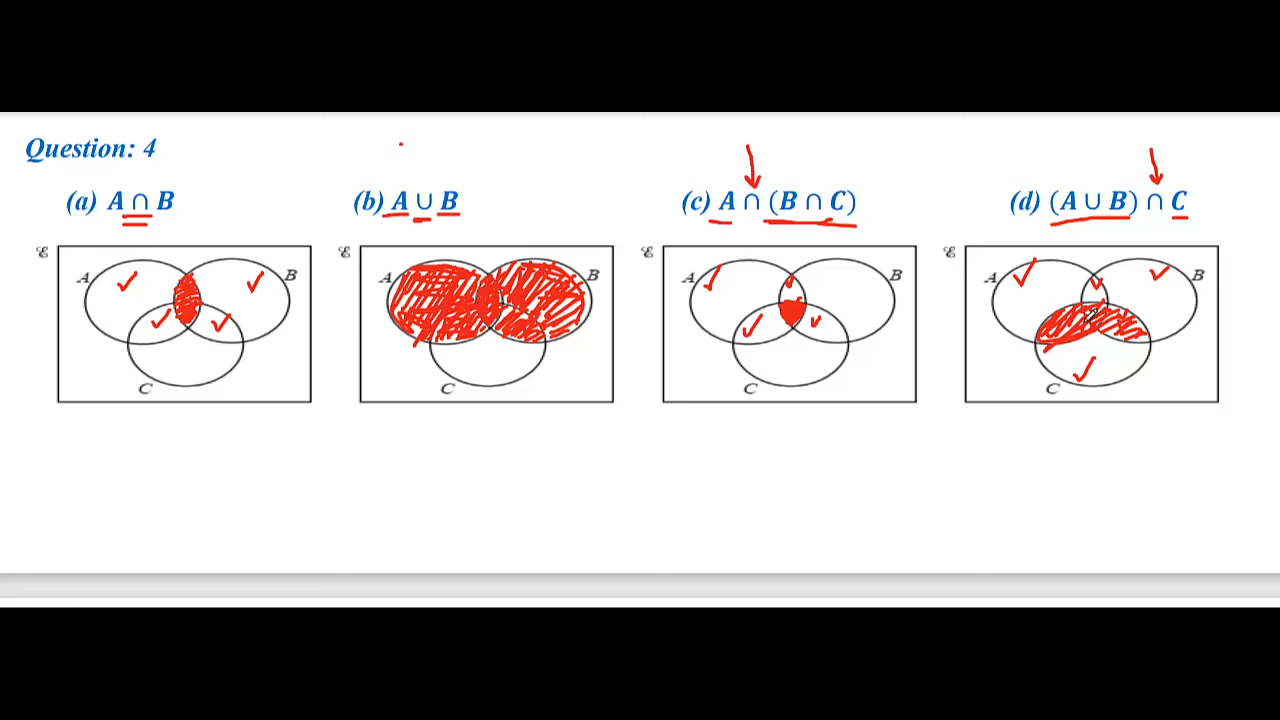 Question: 4
(a) A ∩ B
(b) A ∪ B
(c) A ∩ (B ∩ C)
(d) (A ∪ B) ∩ C
ℰ A B C
ℰ A B C
ℰ A B C
ℰ A B C